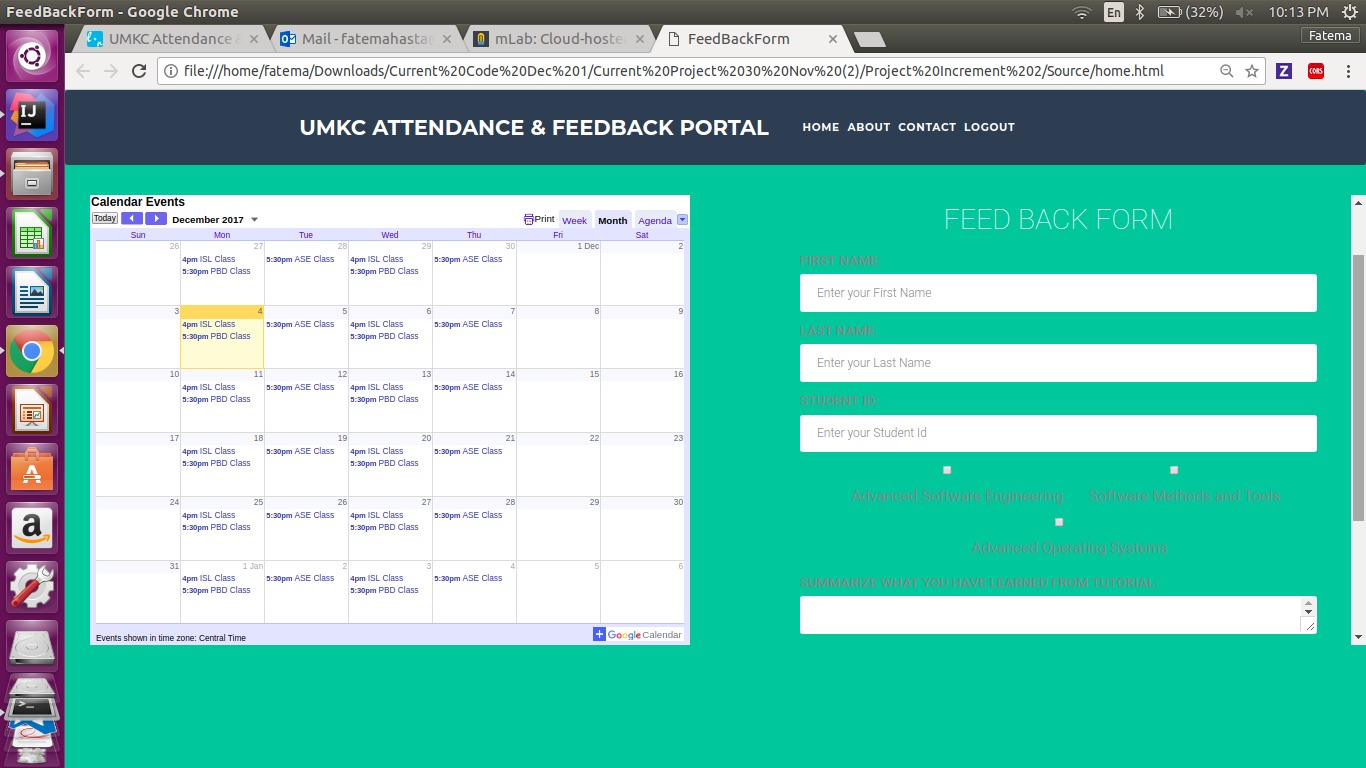 FeedBackForm - Google Chrome
En (32%) 10:13 PM
Fatema
UMKC Attendance &
Mail - fatemahasta
mLab: Cloud-hoste
FeedBackForm
file:///home/fatema/Downloads/Current%20Code%20Dec%201/Current%20Project%2030%20Nov%20(2)/Project%20Increment%202/Source/home.html
Z
CORS
UMKC ATTENDANCE & FEEDBACK PORTAL
HOME ABOUT CONTACT LOGOUT
Calendar Events
Today December 2017 Print Week Month Agenda
Sun Mon Tue Wed Thu Fri Sat
26 27 28 29 30 1 Dec 2
4pm ISL Class 5:30pm ASE Class 4pm ISL Class 5:30pm ASE Class
5:30pm PBD Class 5:30pm PBD Class
3 4 5 6 7 8 9
4pm ISL Class 5:30pm ASE Class 4pm ISL Class 5:30pm ASE Class
5:30pm PBD Class 5:30pm PBD Class
10 11 12 13 14 15 16
4pm ISL Class 5:30pm ASE Class 4pm ISL Class 5:30pm ASE Class
5:30pm PBD Class 5:30pm PBD Class
17 18 19 20 21 22 23
4pm ISL Class 5:30pm ASE Class 4pm ISL Class 5:30pm ASE Class
5:30pm PBD Class 5:30pm PBD Class
24 25 26 27 28 29 30
4pm ISL Class 5:30pm ASE Class 4pm ISL Class 5:30pm ASE Class
5:30pm PBD Class 5:30pm PBD Class
31 1 Jan 2 3 4 5 6
4pm ISL Class 5:30pm ASE Class 4pm ISL Class 5:30pm ASE Class
5:30pm PBD Class 5:30pm PBD Class
Events shown in time zone: Central Time
Google Calendar
FEED BACK FORM
FIRST NAME:
Enter your First Name
LAST NAME:
Enter your Last Name
STUDENT ID:
Enter your Student Id
Advanced Software Engineering Software Methods and Tools
Advanced Operating Systems
SUMMARIZE WHAT YOU HAVE LEARNED FROM TUTORIAL:
IJ
A
a